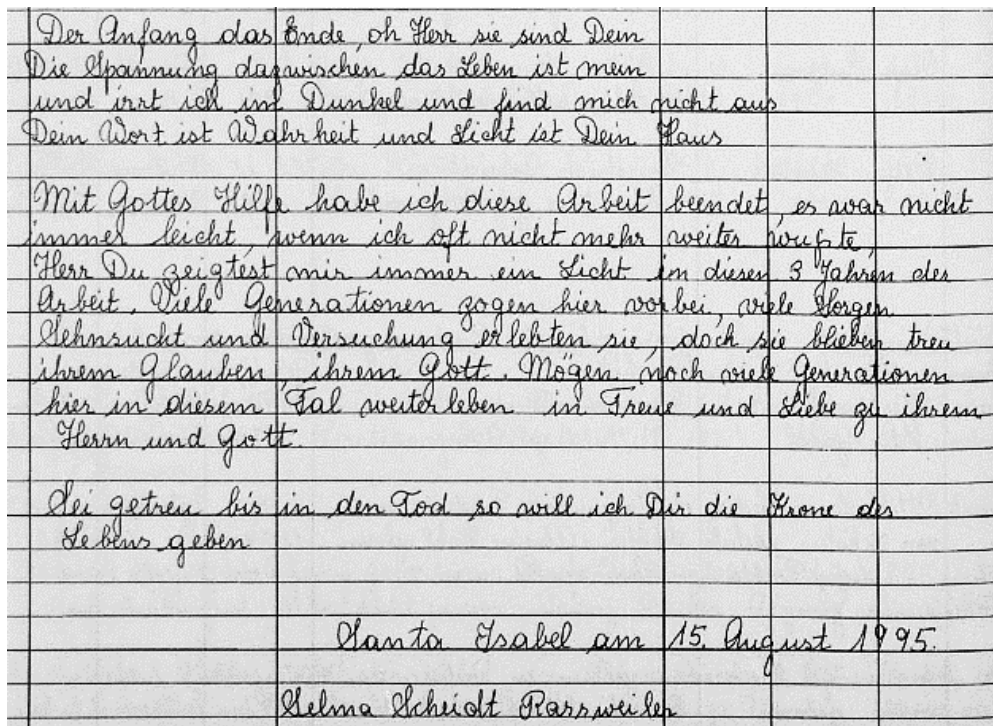 Der Anfang das Ende, oh Herr sie sind Dein
Die Spannung dazwischen das Leben ist mein
und irrt ich im Dunkel und find mich nicht aus
Dein Wort ist Wahrheit und Licht ist Dein Haus
Mit Gottes Hilfe habe ich diese Arbeit beendet, es war nicht
immer leicht, wenn ich oft nicht mehr weiter wußte,
Herr Du zeigtest mir immer ein Licht in diesen 3 Jahren der
Arbeit. Viele Generationen zogen hier vorbei, viele Sorgen
Sehnsucht und Versuchung erlebten sie, doch sie blieben treu
ihrem Glauben, ihrem Gott. Mögen noch viele Generationen
hier in diesem Tal weiterleben in Treue und Liebe zu ihrem
Herrn und Gott.
Sei getreu bis in den Tod so will ich Dir die Krone des
Lebens geben
Santa Isabel am 15. August 1995.
Selma Scheidt Rassweiler